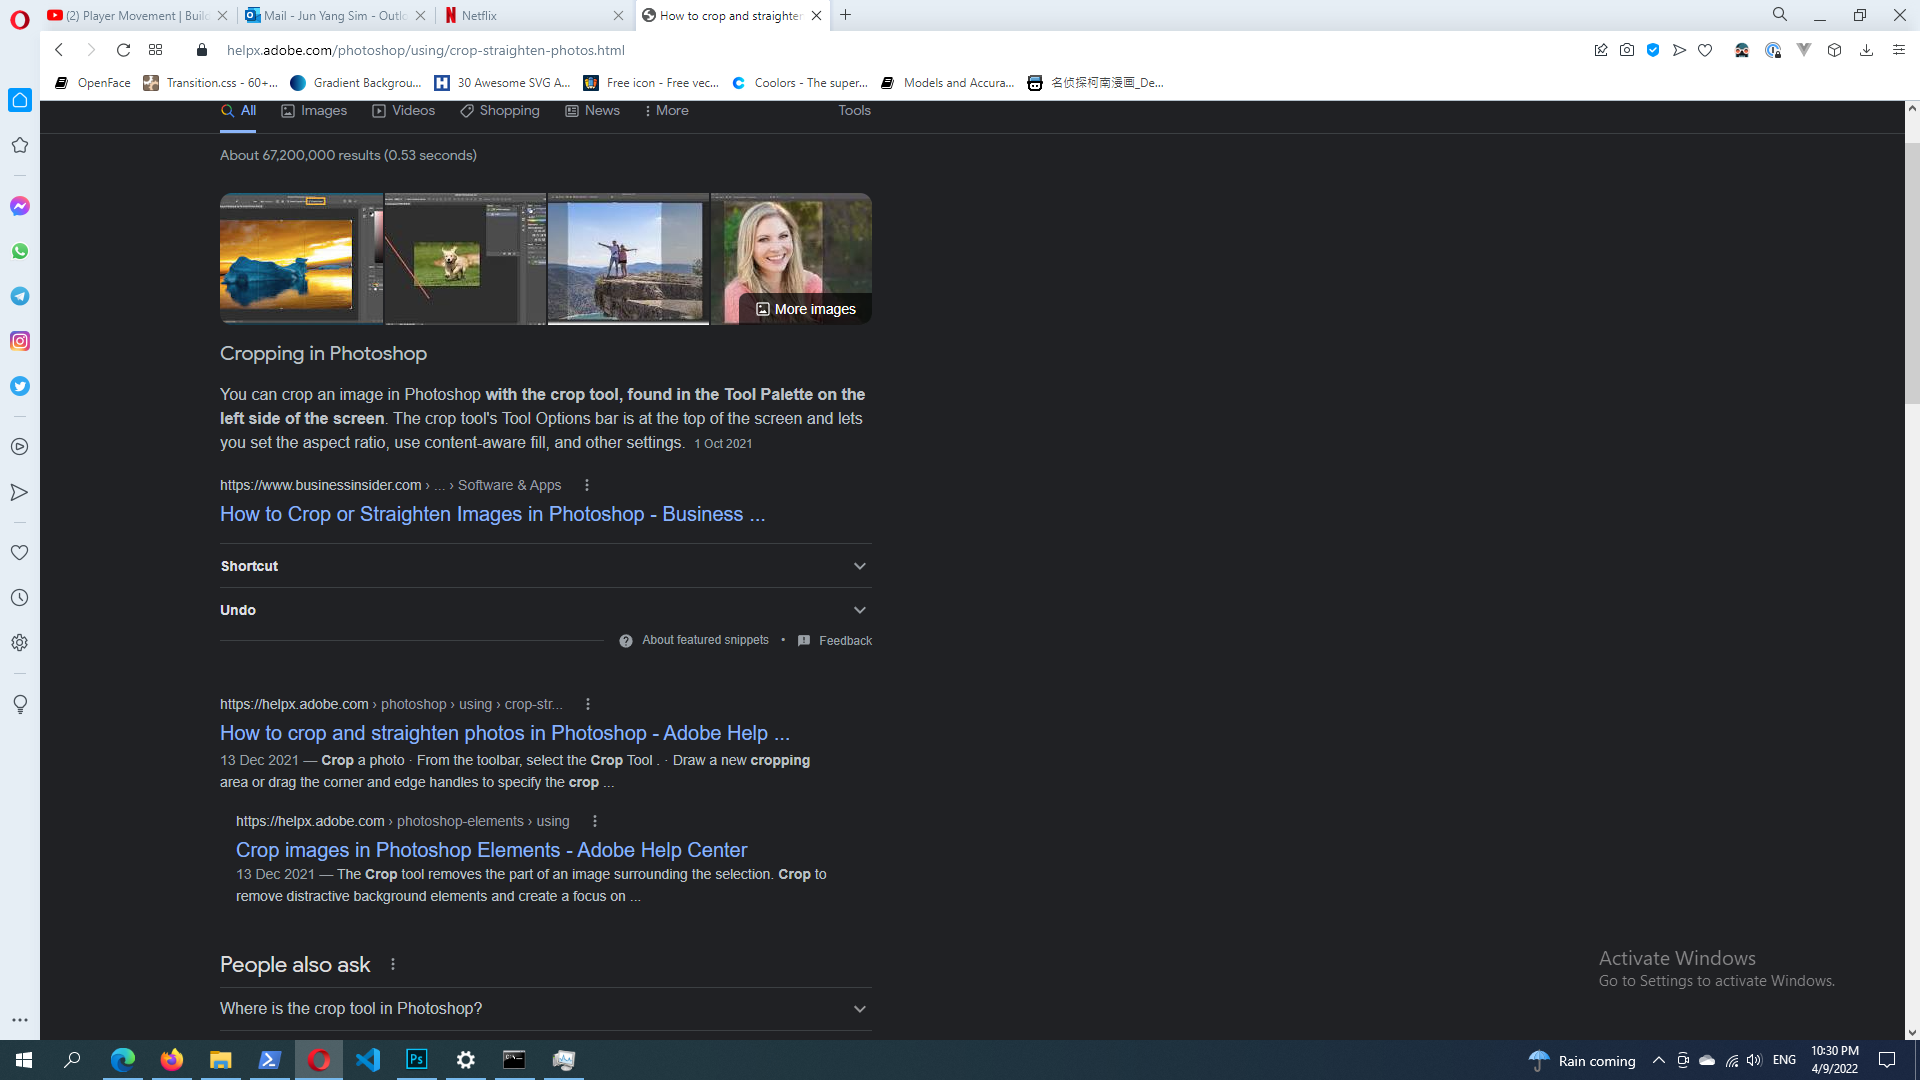 (2) Player Movement | Build
Mail - Jun Yang Sim - Outlo
Netflix
How to crop and straighten
helpx.adobe.com/photoshop/using/crop-straighten-photos.html
OpenFace
Transition.css - 60+...
Gradient Backgrou...
30 Awesome SVG A...
Free icon - Free vec...
Coolors - The super...
Models and Accura...
名侦探柯南漫画_De...
All
Images
Videos
Shopping
News
More
Tools
About 67,200,000 results (0.53 seconds)
More images
Cropping in Photoshop
You can crop an image in Photoshop with the crop tool, found in the Tool Palette on the
left side of the screen. The crop tool's Tool Options bar is at the top of the screen and lets
you set the aspect ratio, use content-aware fill, and other settings. 1 Oct 2021
https://www.businessinsider.com › ... › Software & Apps
How to Crop or Straighten Images in Photoshop - Business ...
Shortcut
Undo
About featured snippets • Feedback
https://helpx.adobe.com › photoshop › using › crop-str...
How to crop and straighten photos in Photoshop - Adobe Help ...
13 Dec 2021 — Crop a photo · From the toolbar, select the Crop Tool . · Draw a new cropping
area or drag the corner and edge handles to specify the crop ...
https://helpx.adobe.com › photoshop-elements › using
Crop images in Photoshop Elements - Adobe Help Center
13 Dec 2021 — The Crop tool removes the part of an image surrounding the selection. Crop to
remove distractive background elements and create a focus on ...
People also ask
Where is the crop tool in Photoshop?
Activate Windows
Go to Settings to activate Windows.
Ps
Rain coming
ENG
10:30 PM
4/9/2022